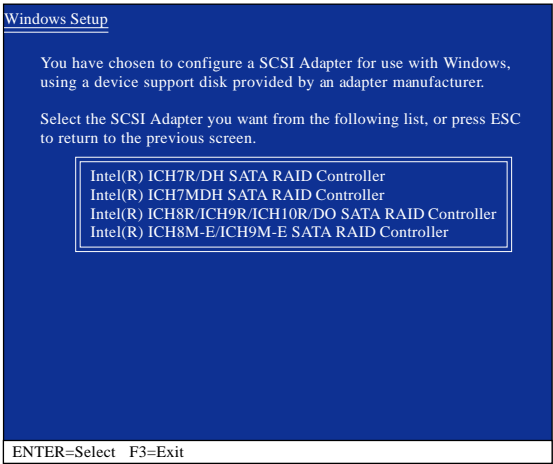 Windows Setup
You have chosen to configure a SCSI Adapter for use with Windows,
using a device support disk provided by an adapter manufacturer.
Select the SCSI Adapter you want from the following list, or press ESC
to return to the previous screen.
Intel(R) ICH7R/DH SATA RAID Controller
Intel(R) ICH7MDH SATA RAID Controller
Intel(R) ICH8R/ICH9R/ICH10R/DO SATA RAID Controller
Intel(R) ICH8M-E/ICH9M-E SATA RAID Controller
ENTER=Select F3=Exit